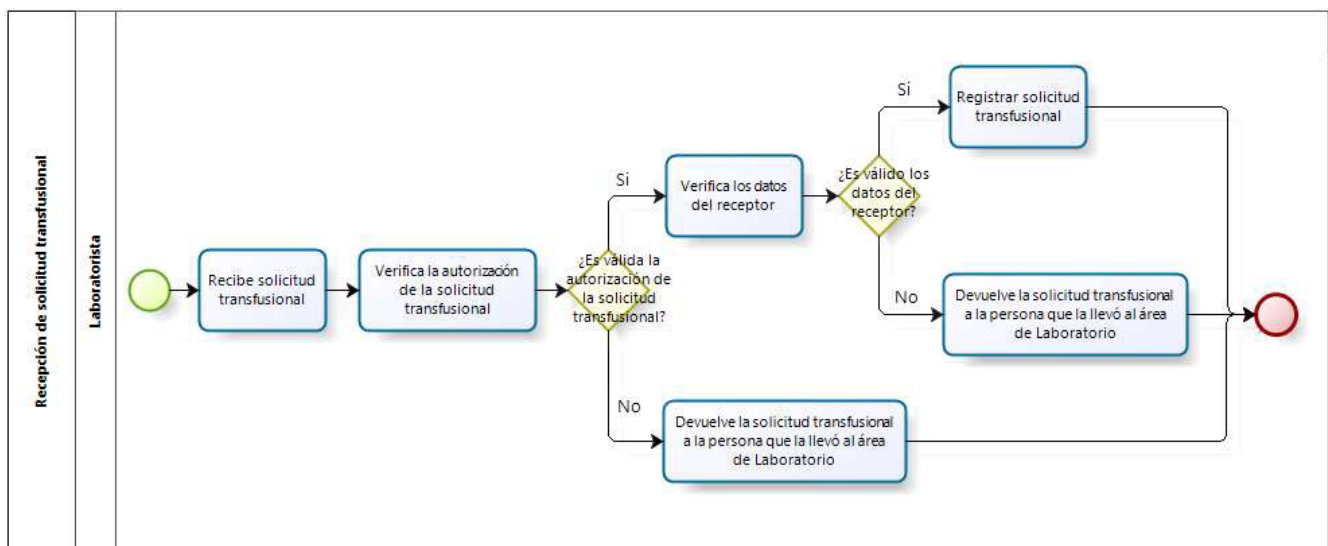 Recepción de solicitud transfusional
Laboratorista
Recibe solicitud
transfusional
Verifica la autorización
de la solicitud
transfusional
¿Es válida la
autorización de
la solicitud
transfusional?
Si
Verifica los datos
del receptor
¿Es válido los
datos del
receptor?
Sí
Registrar solicitud
transfusional
No
Devuelve la solicitud transfusional
a la persona que la llevó al área
de Laboratorio
No
Devuelve la solicitud transfusional
a la persona que la llevó al área
de Laboratorio